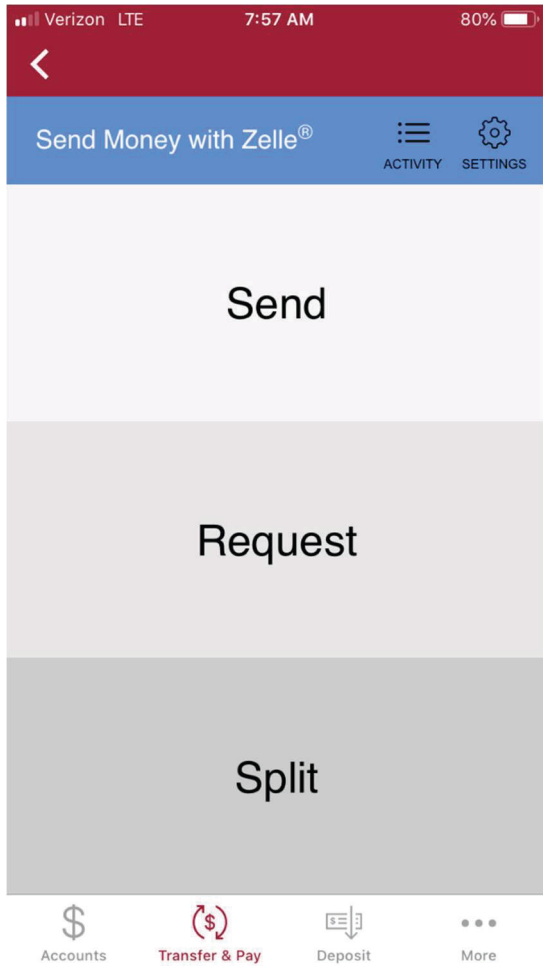 Verizon LTE 7:57 AM 80%
Send Money with Zelle®
ACTIVITY SETTINGS
Send
Request
Split
Accounts Transfer & Pay Deposit More